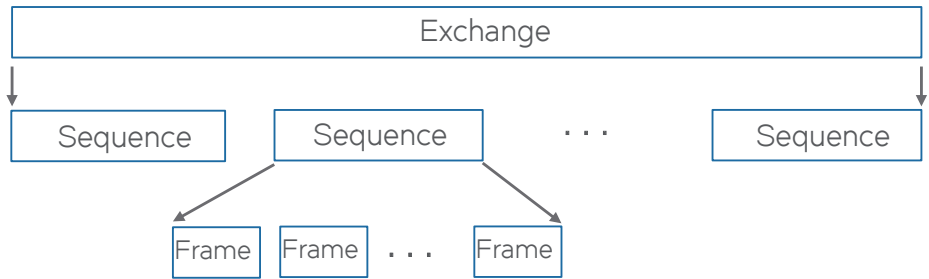 Exchange
Sequence Sequence . . . Sequence
Frame Frame . . . Frame